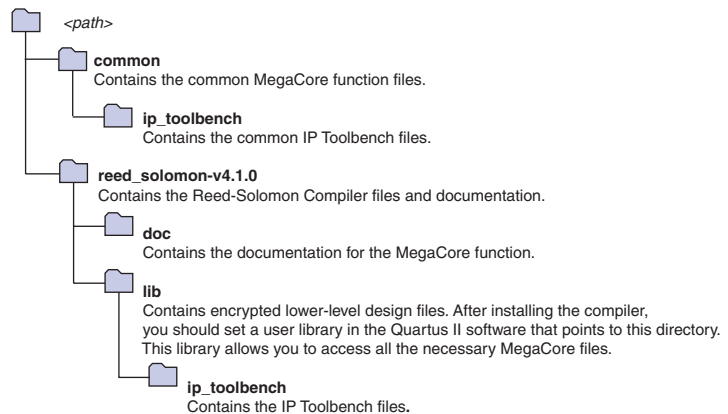 <path>
common
Contains the common MegaCore function files.
ip_toolbench
Contains the common IP Toolbench files.
reed_solomon-v4.1.0
Contains the Reed-Solomon Compiler files and documentation.
doc
Contains the documentation for the MegaCore function.
lib
Contains encrypted lower-level design files. After installing the compiler,
you should set a user library in the Quartus II software that points to this directory.
This library allows you to access all the necessary MegaCore files.
ip_toolbench
Contains the IP Toolbench files.